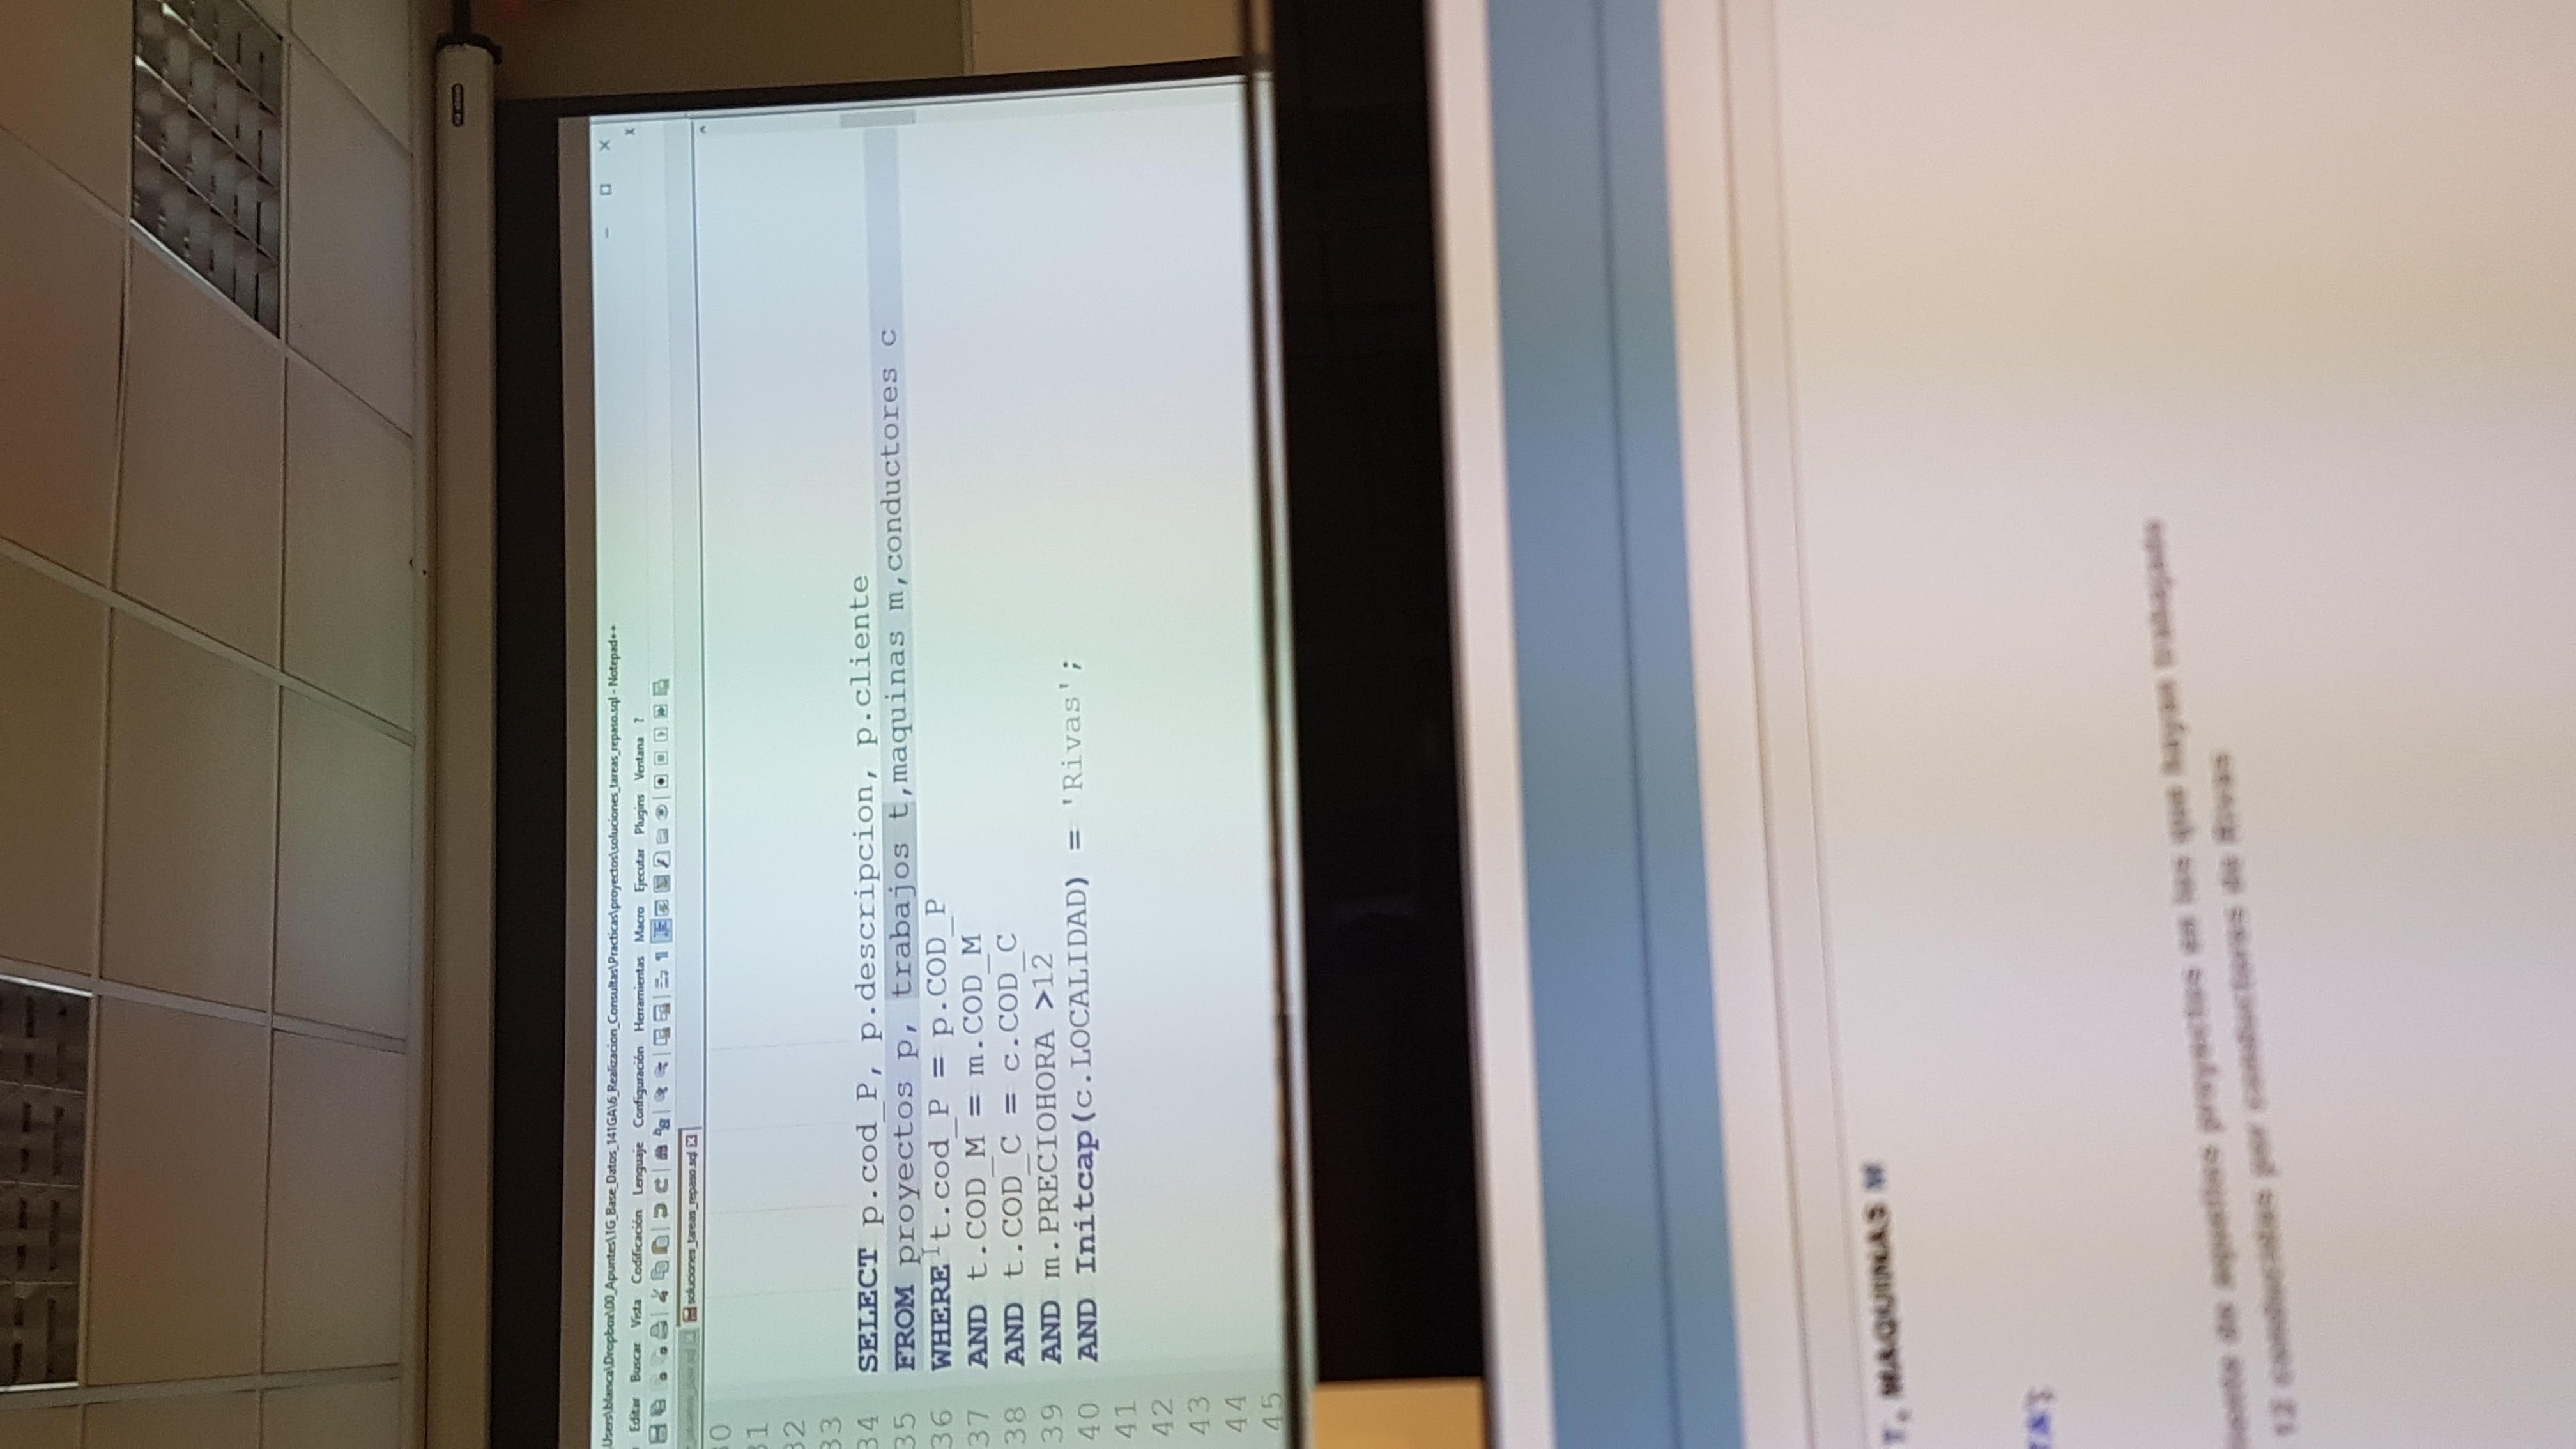 Users\blanca\Dropbox\00_Apuntes\1G_Base_Datos_141GA\6_Realizacion_Consultas\Practicas\proyectos\soluciones_tareas_repaso.sql - Notepad++
Editar Buscar Vista Codificación Lenguaje Configuración Herramientas Macro Ejecutar Plugins Ventana ?
soluciones_tareas_repaso.sql
30
31
32
33
34 SELECT p.cod_P, p.descripcion, p.cliente
35 FROM proyectos p, trabajos t,maquinas m,conductores c
36 WHERE t.cod_P = p.COD_P
37 AND t.COD_M = m.COD_M
38 AND t.COD_C = c.COD_C
39 AND m.PRECIOHORA >12
40 AND Initcap(c.LOCALIDAD) = 'Rivas';
41
42
43
44
45
T, MAQUINAS M
de aquellos proyectos en los que hayan trabajado
12 conducidas por conductores de Rivas